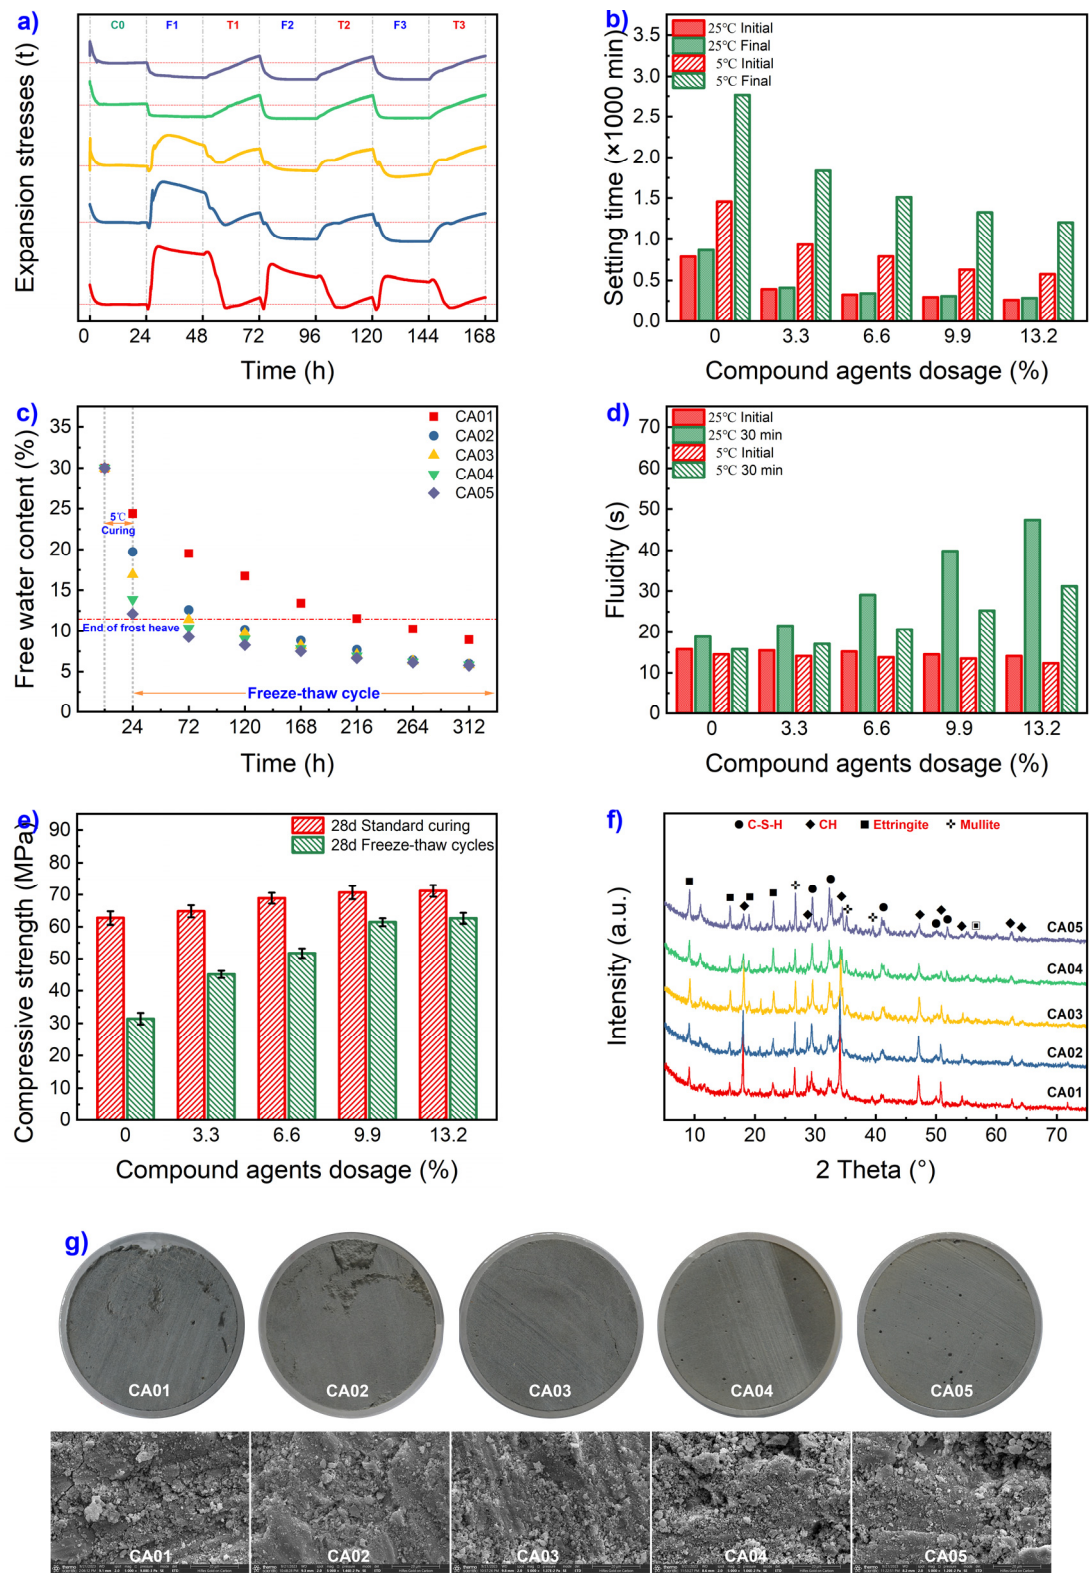 a)
C0 F1 T1 F2 T2 F3 T3
Expansion stresses (t)
0 24 48 72 96 120 144 168
Time (h)
b)
25℃ Initial
25℃ Final
5℃ Initial
5℃ Final
Setting time (×1000 min)
3.5
3.0
2.5
2.0
1.5
1.0
0.5
0.0
0 3.3 6.6 9.9 13.2
Compound agents dosage (%)
c)
CA01
CA02
CA03
CA04
CA05
Free water content (%)
35
30
25
20
15
10
5
0
5℃
Curing
End of frost heave
Freeze-thaw cycle
24 72 120 168 216 264 312
Time (h)
d)
25℃ Initial
25℃ 30 min
5℃ Initial
5℃ 30 min
Fluidity (s)
70
60
50
40
30
20
10
0
0 3.3 6.6 9.9 13.2
Compound agents dosage (%)
e)
28d Standard curing
28d Freeze-thaw cycles
Compressive strength (MPa)
90
80
70
60
50
40
30
20
10
0
0 3.3 6.6 9.9 13.2
Compound agents dosage (%)
f)
C-S-H CH Ettringite Mullite
Intensity (a.u.)
CA05
CA04
CA03
CA02
CA01
10 20 30 40 50 60 70
2 Theta (°)
g)
CA01 CA02 CA03 CA04 CA05
CA01 CA02 CA03 CA04 CA05